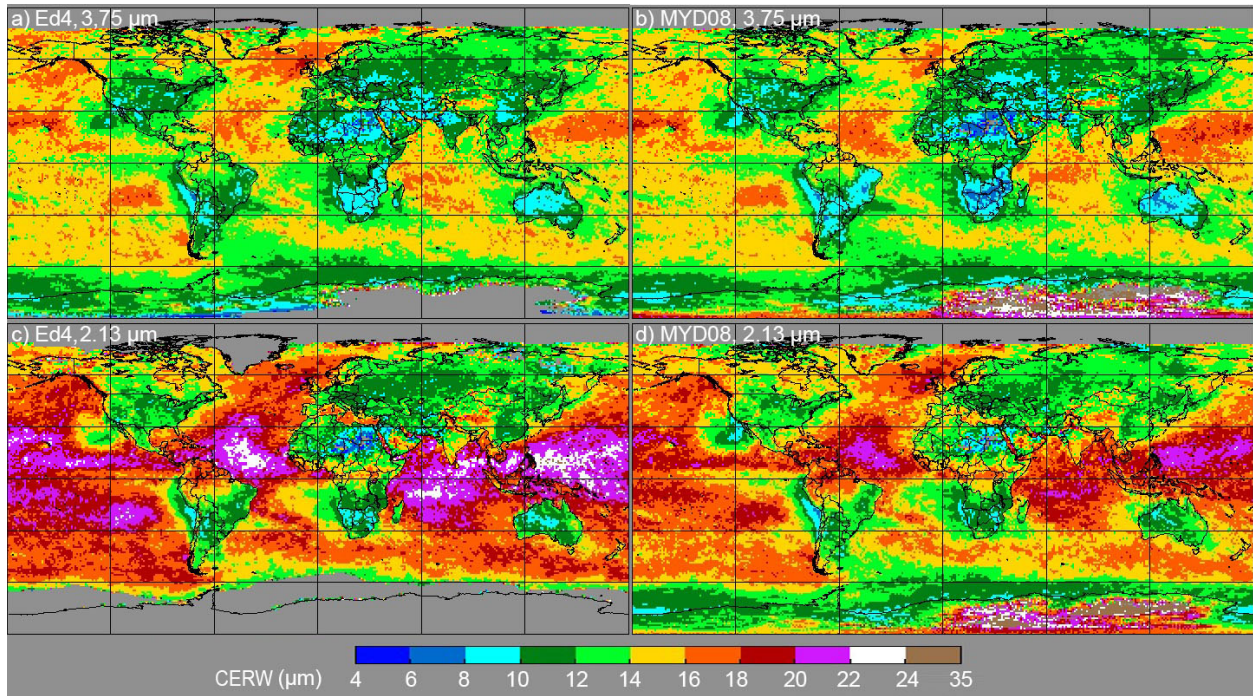 a) Ed4, 3.75 µm
b) MYD08, 3.75 µm
c) Ed4, 2.13 µm
d) MYD08, 2.13 µm
CERW (µm)
4 6 8 10 12 14 16 18 20 22 24 35